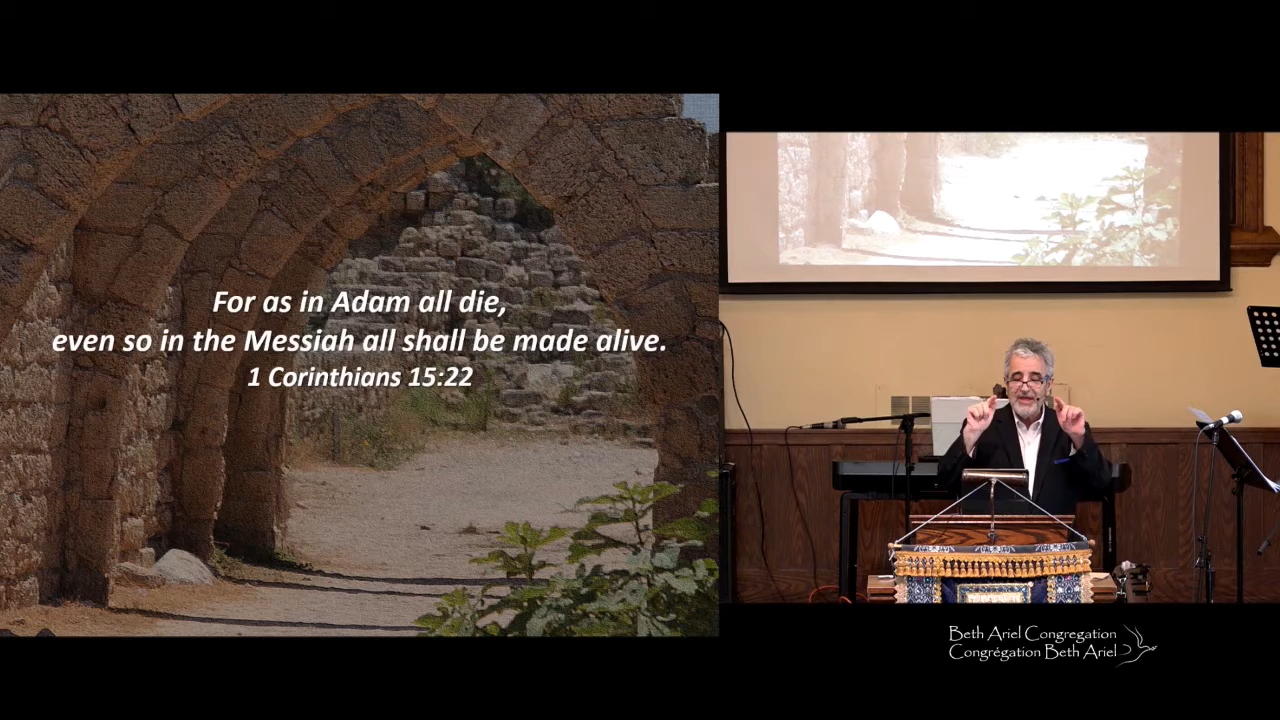 For as in Adam all die,
even so in the Messiah all shall be made alive.
1 Corinthians 15:22
Beth Ariel Congregation
Congrégation Beth Ariel